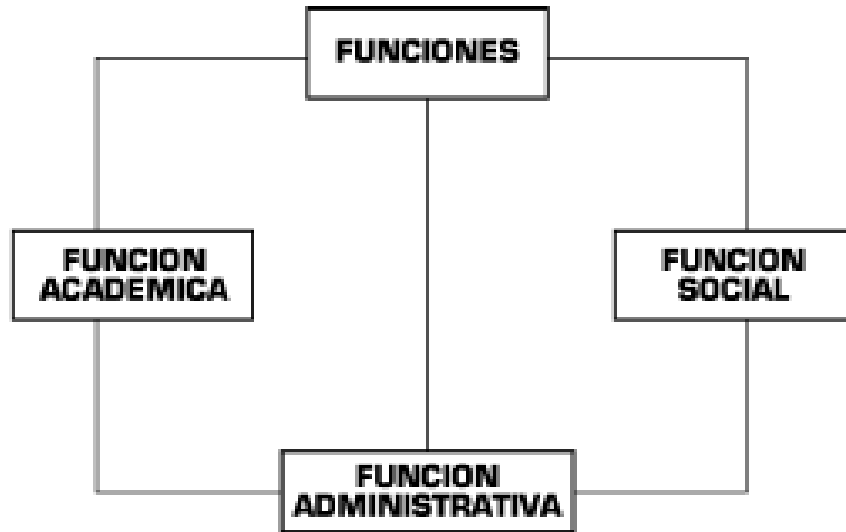 FUNCIONES
FUNCION
ACADEMICA
FUNCION
SOCIAL
FUNCION
ADMINISTRATIVA